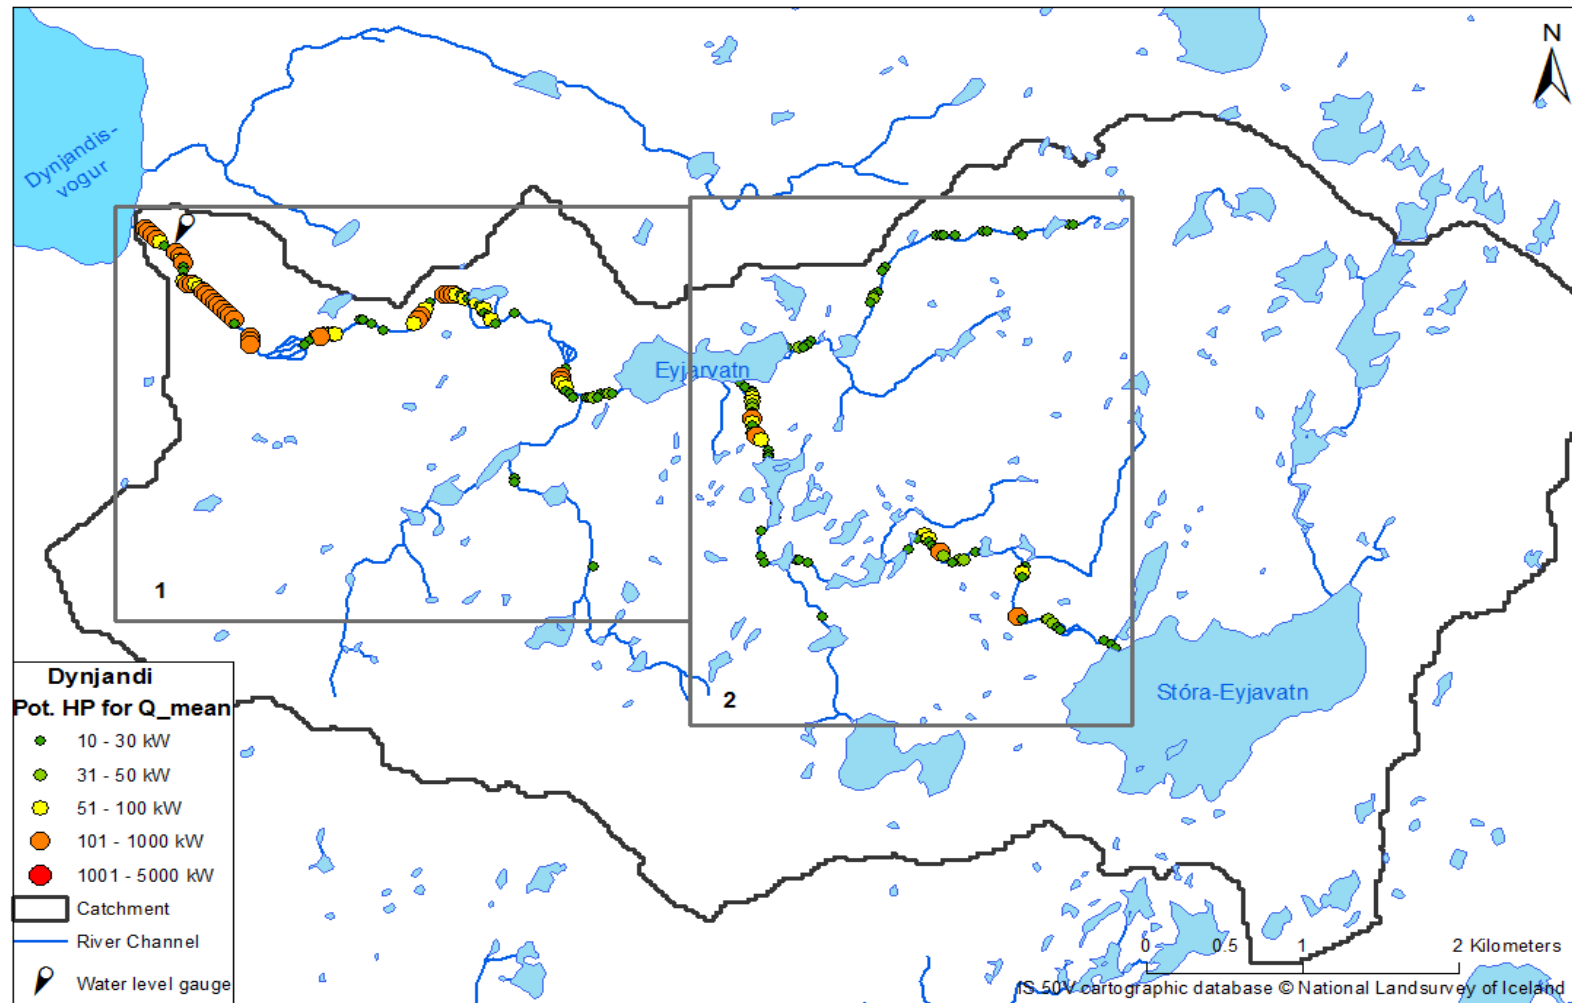 N
Dynjandis-
vogur
Eyjarvatn
1
2
Stóra-Eyjavatn
Dynjandi
Pot. HP for Q_mean
10 - 30 kW
31 - 50 kW
51 - 100 kW
101 - 1000 kW
1001 - 5000 kW
Catchment
River Channel
Water level gauge
0 0.5 1 2 Kilometers
IS 50V cartographic database © National Landsurvey of Iceland